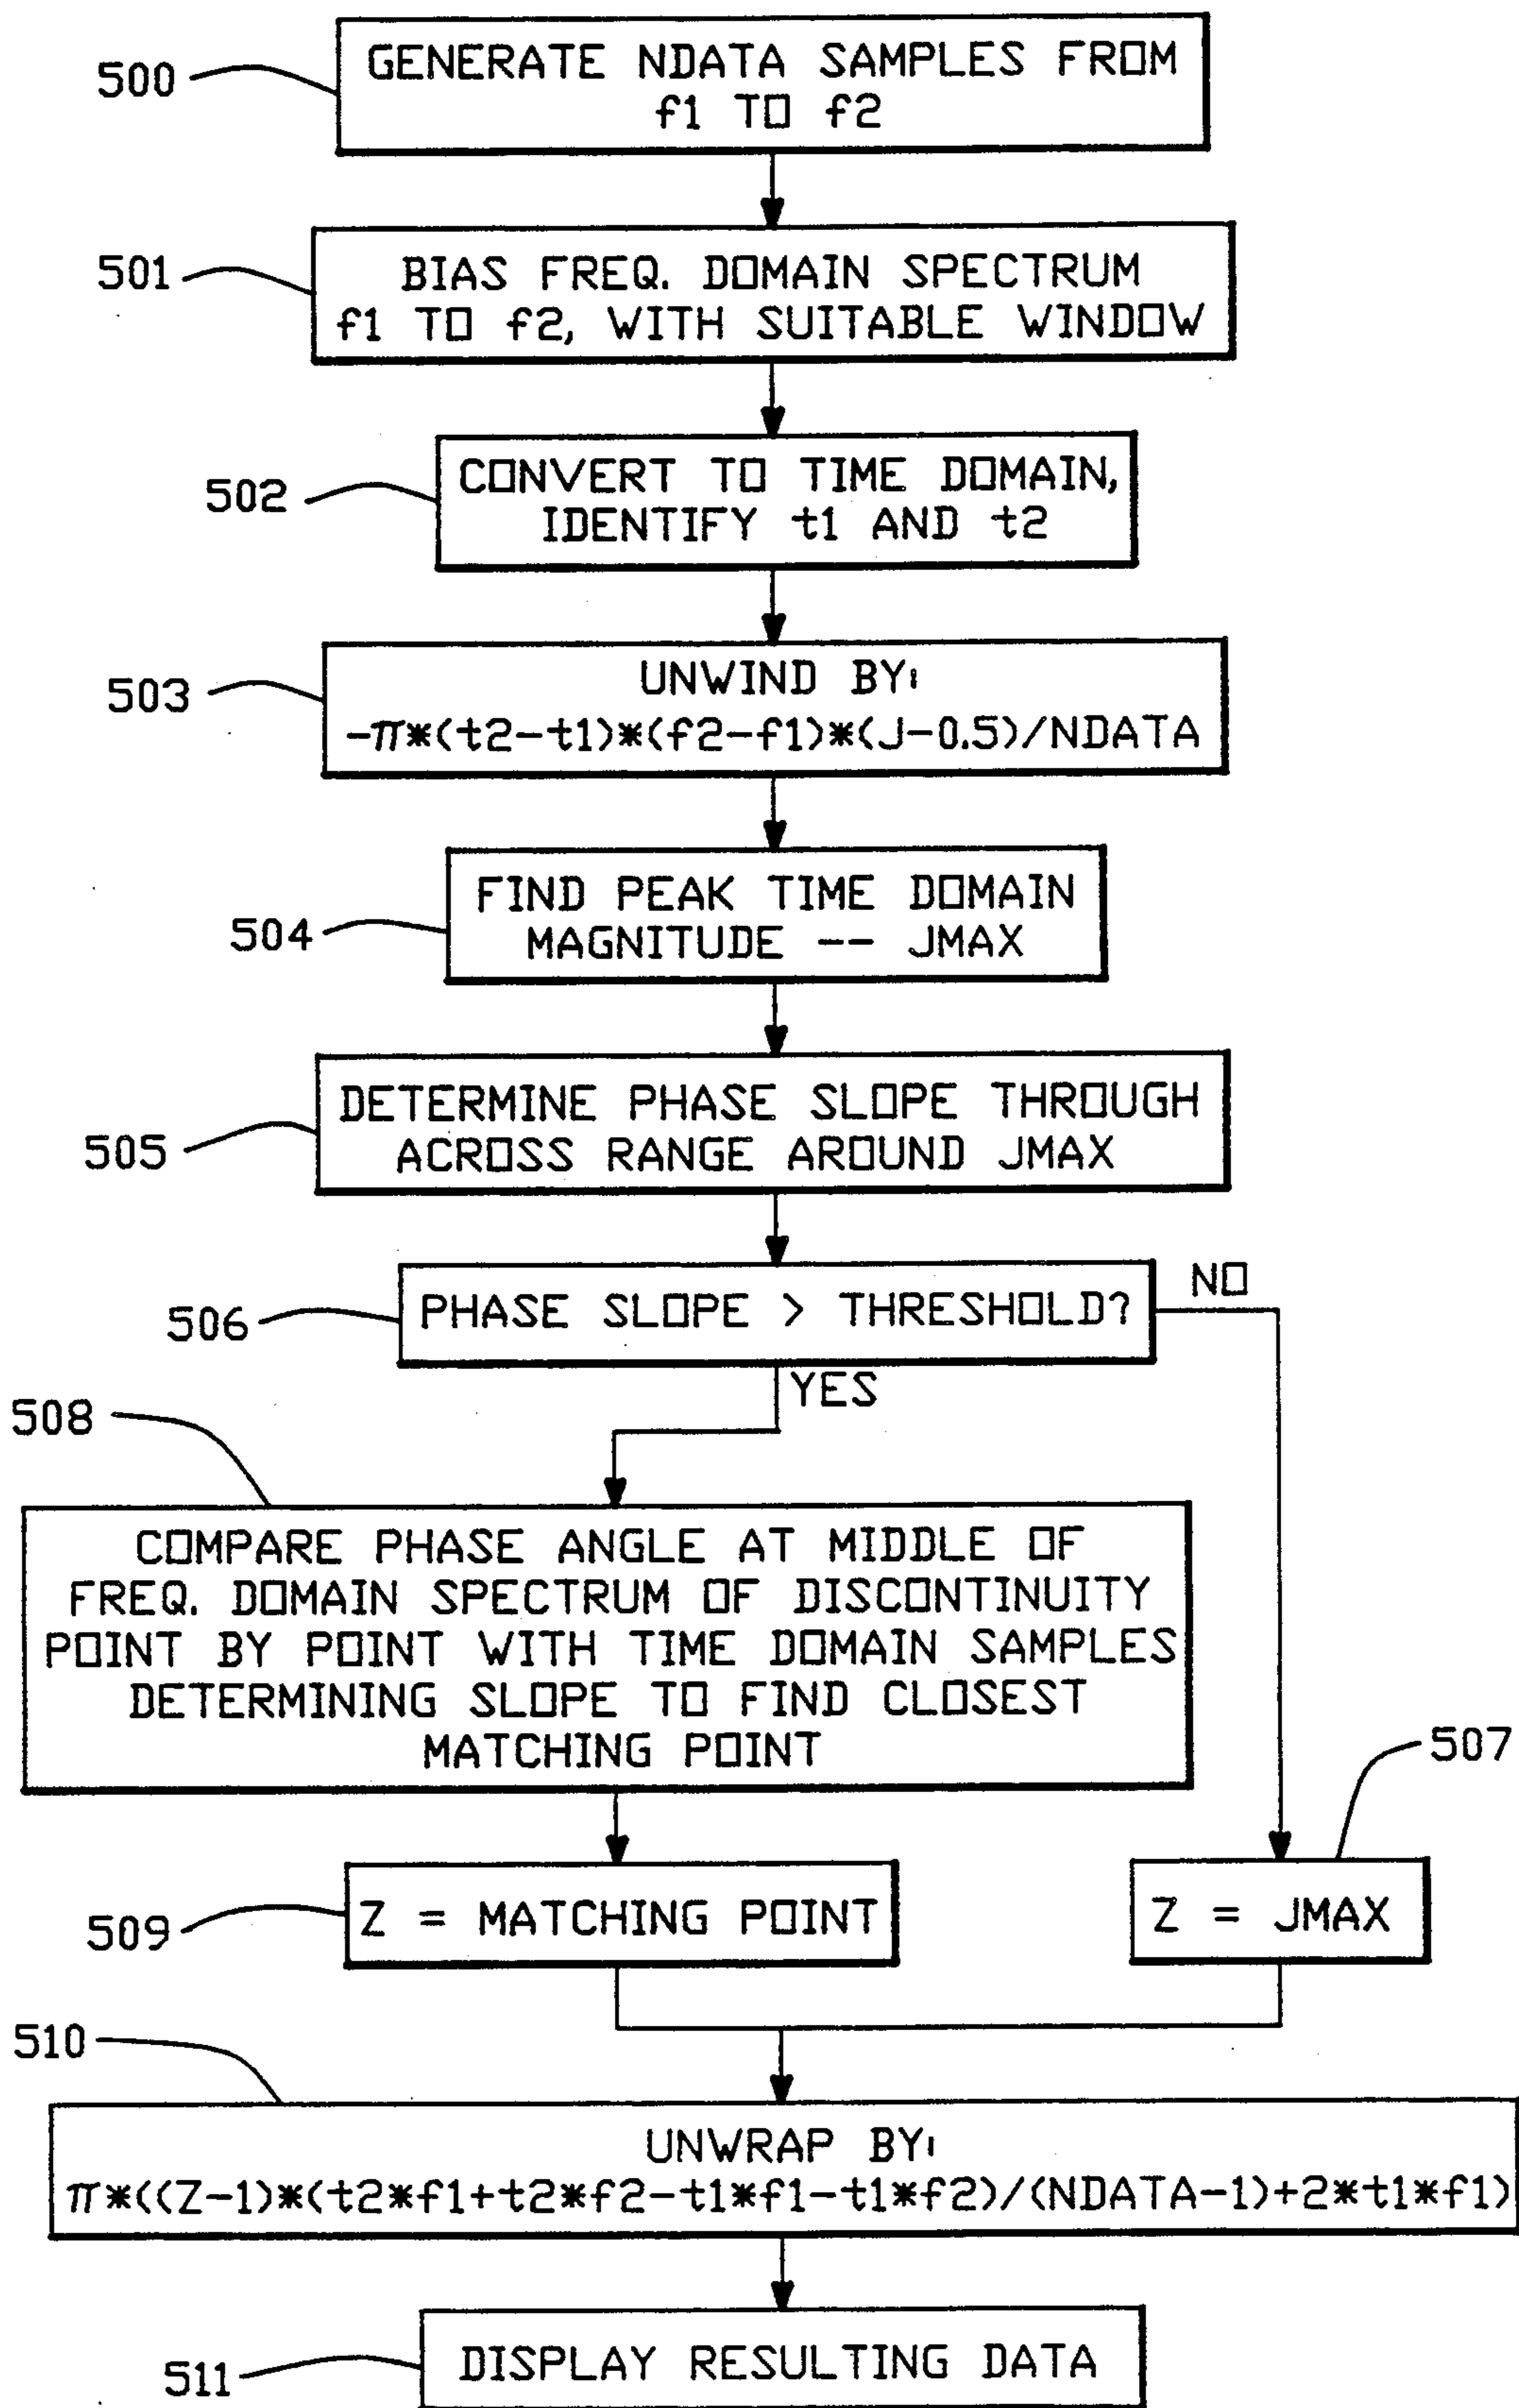 500
GENERATE NDATA SAMPLES FROM
f1 TO f2
501
BIAS FREQ. DOMAIN SPECTRUM
f1 TO f2, WITH SUITABLE WINDOW
502
CONVERT TO TIME DOMAIN,
IDENTIFY t1 AND t2
503
UNWIND BY:
-π*(t2-t1)*(f2-f1)*(J-0.5)/NDATA
504
FIND PEAK TIME DOMAIN
MAGNITUDE -- JMAX
505
DETERMINE PHASE SLOPE THROUGH
ACROSS RANGE AROUND JMAX
506
PHASE SLOPE > THRESHOLD?
NO
YES
508
COMPARE PHASE ANGLE AT MIDDLE OF
FREQ. DOMAIN SPECTRUM OF DISCONTINUITY
POINT BY POINT WITH TIME DOMAIN SAMPLES
DETERMINING SLOPE TO FIND CLOSEST
MATCHING POINT
507
509
Z = MATCHING POINT
Z = JMAX
510
UNWRAP BY:
π*((Z-1)*(t2*f1+t2*f2-t1*f1-t1*f2)/(NDATA-1)+2*t1*f1)
511
DISPLAY RESULTING DATA